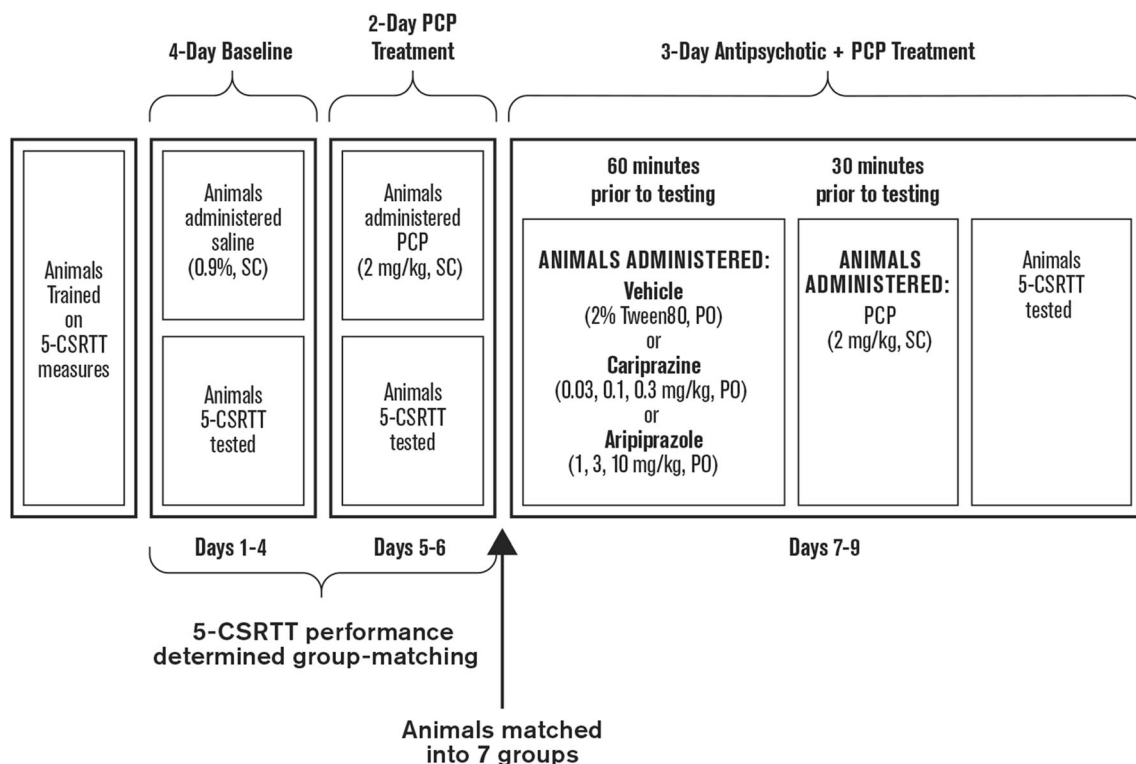 4-Day Baseline
2-Day PCP
Treatment
3-Day Antipsychotic + PCP Treatment
Animals
Trained
on
5-CSRTT
measures
Animals
administered
saline
(0.9%, SC)
Animals
5-CSRTT
tested
Animals
administered
PCP
(2 mg/kg, SC)
Animals
5-CSRTT
tested
60 minutes
prior to testing
ANIMALS ADMINISTERED:
Vehicle
(2% Tween80, PO)
or
Cariprazine
(0.03, 0.1, 0.3 mg/kg, PO)
or
Aripiprazole
(1, 3, 10 mg/kg, PO)
30 minutes
prior to testing
ANIMALS
ADMINISTERED:
PCP
(2 mg/kg, SC)
Animals
5-CSRTT
tested
Days 1-4
Days 5-6
Days 7-9
5-CSRTT performance
determined group-matching
Animals matched
into 7 groups